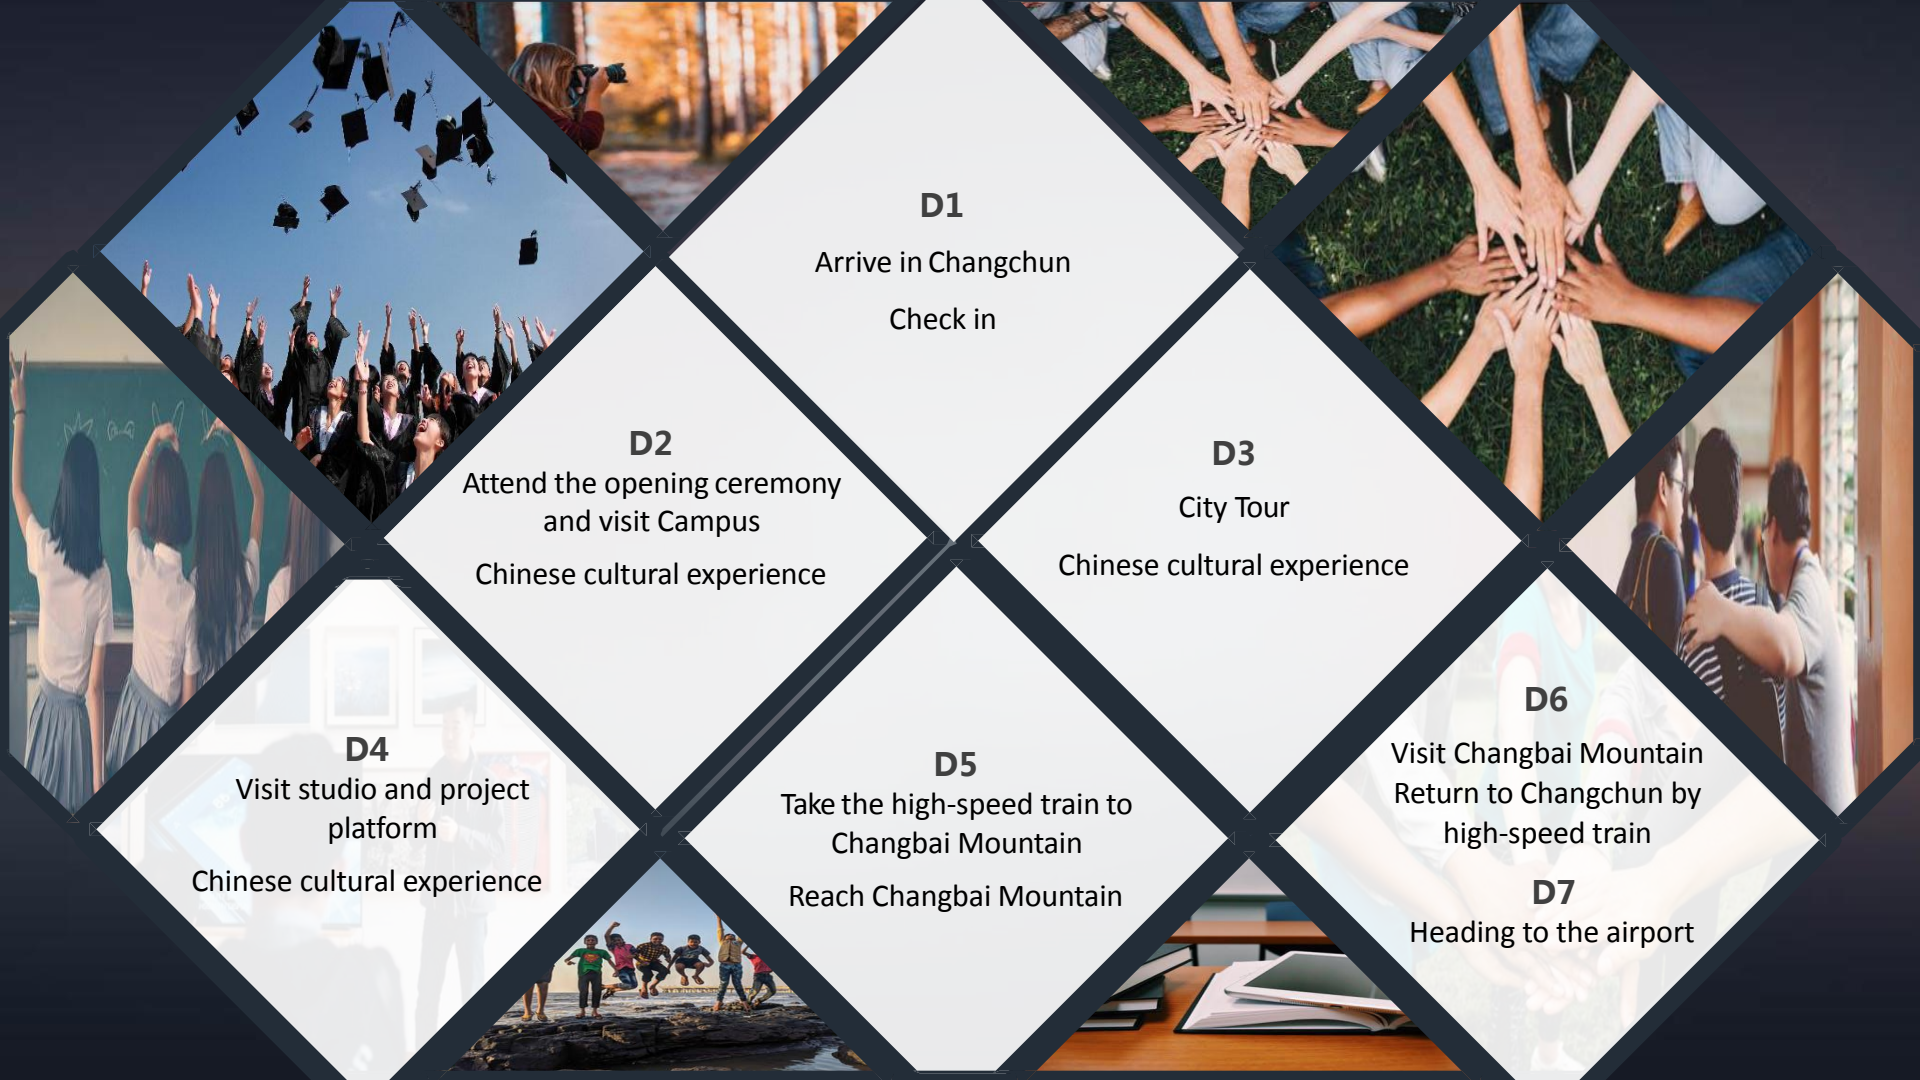 D1
Arrive in Changchun
Check in
D2
Attend the opening ceremony
and visit Campus
Chinese cultural experience
D3
City Tour
Chinese cultural experience
D4
Visit studio and project
platform
Chinese cultural experience
D5
Take the high-speed train to
Changbai Mountain
Reach Changbai Mountain
D6
Visit Changbai Mountain
Return to Changchun by
high-speed train
D7
Heading to the airport